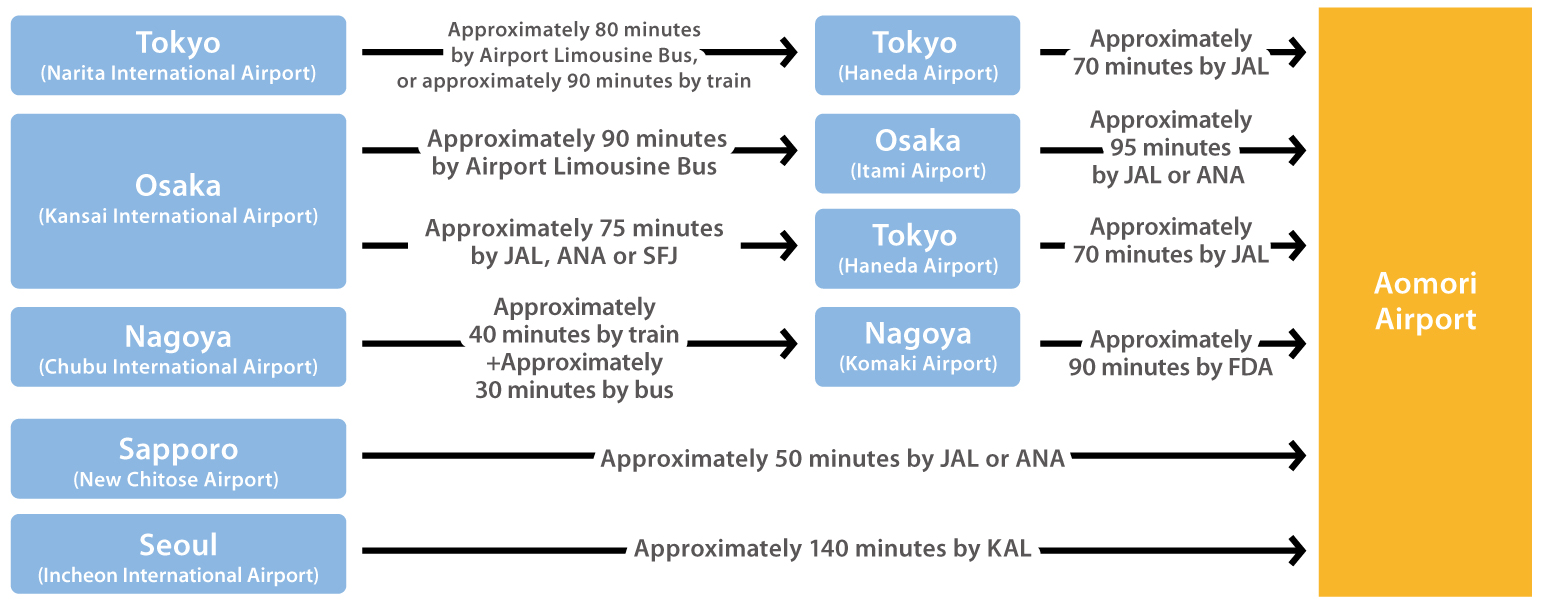 Tokyo
(Narita International Airport)
Approximately 80 minutes
by Airport Limousine Bus,
or approximately 90 minutes by train
Tokyo
(Haneda Airport)
Approximately
70 minutes by JAL
Osaka
(Kansai International Airport)
Approximately 90 minutes
by Airport Limousine Bus
Osaka
(Itami Airport)
Approximately
95 minutes
by JAL or ANA
Approximately 75 minutes
by JAL, ANA or SFJ
Tokyo
(Haneda Airport)
Approximately
70 minutes by JAL
Nagoya
(Chubu International Airport)
Approximately
40 minutes by train
+Approximately
30 minutes by bus
Nagoya
(Komaki Airport)
Approximately
90 minutes by FDA
Sapporo
(New Chitose Airport)
Approximately 50 minutes by JAL or ANA
Seoul
(Incheon International Airport)
Approximately 140 minutes by KAL
Aomori
Airport